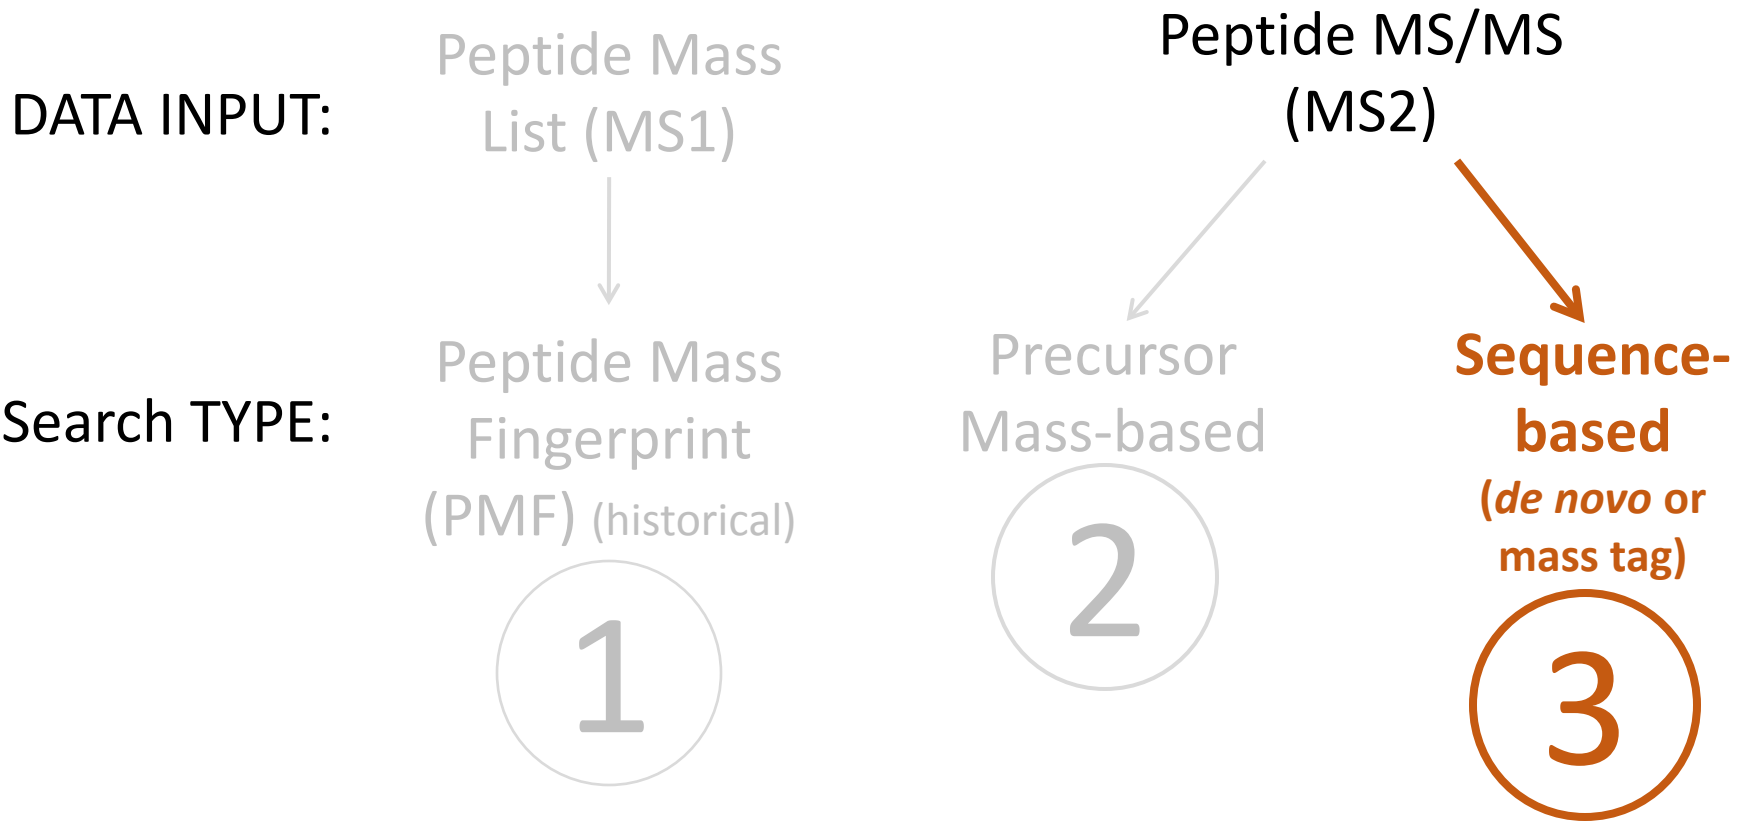 DATA INPUT:
Peptide Mass
List (MS1)
Peptide MS/MS
(MS2)
Search TYPE:
Peptide Mass
Fingerprint
(PMF) (historical)
1
Precursor
Mass-based
2
Sequence-
based
(de novo or
mass tag)
3